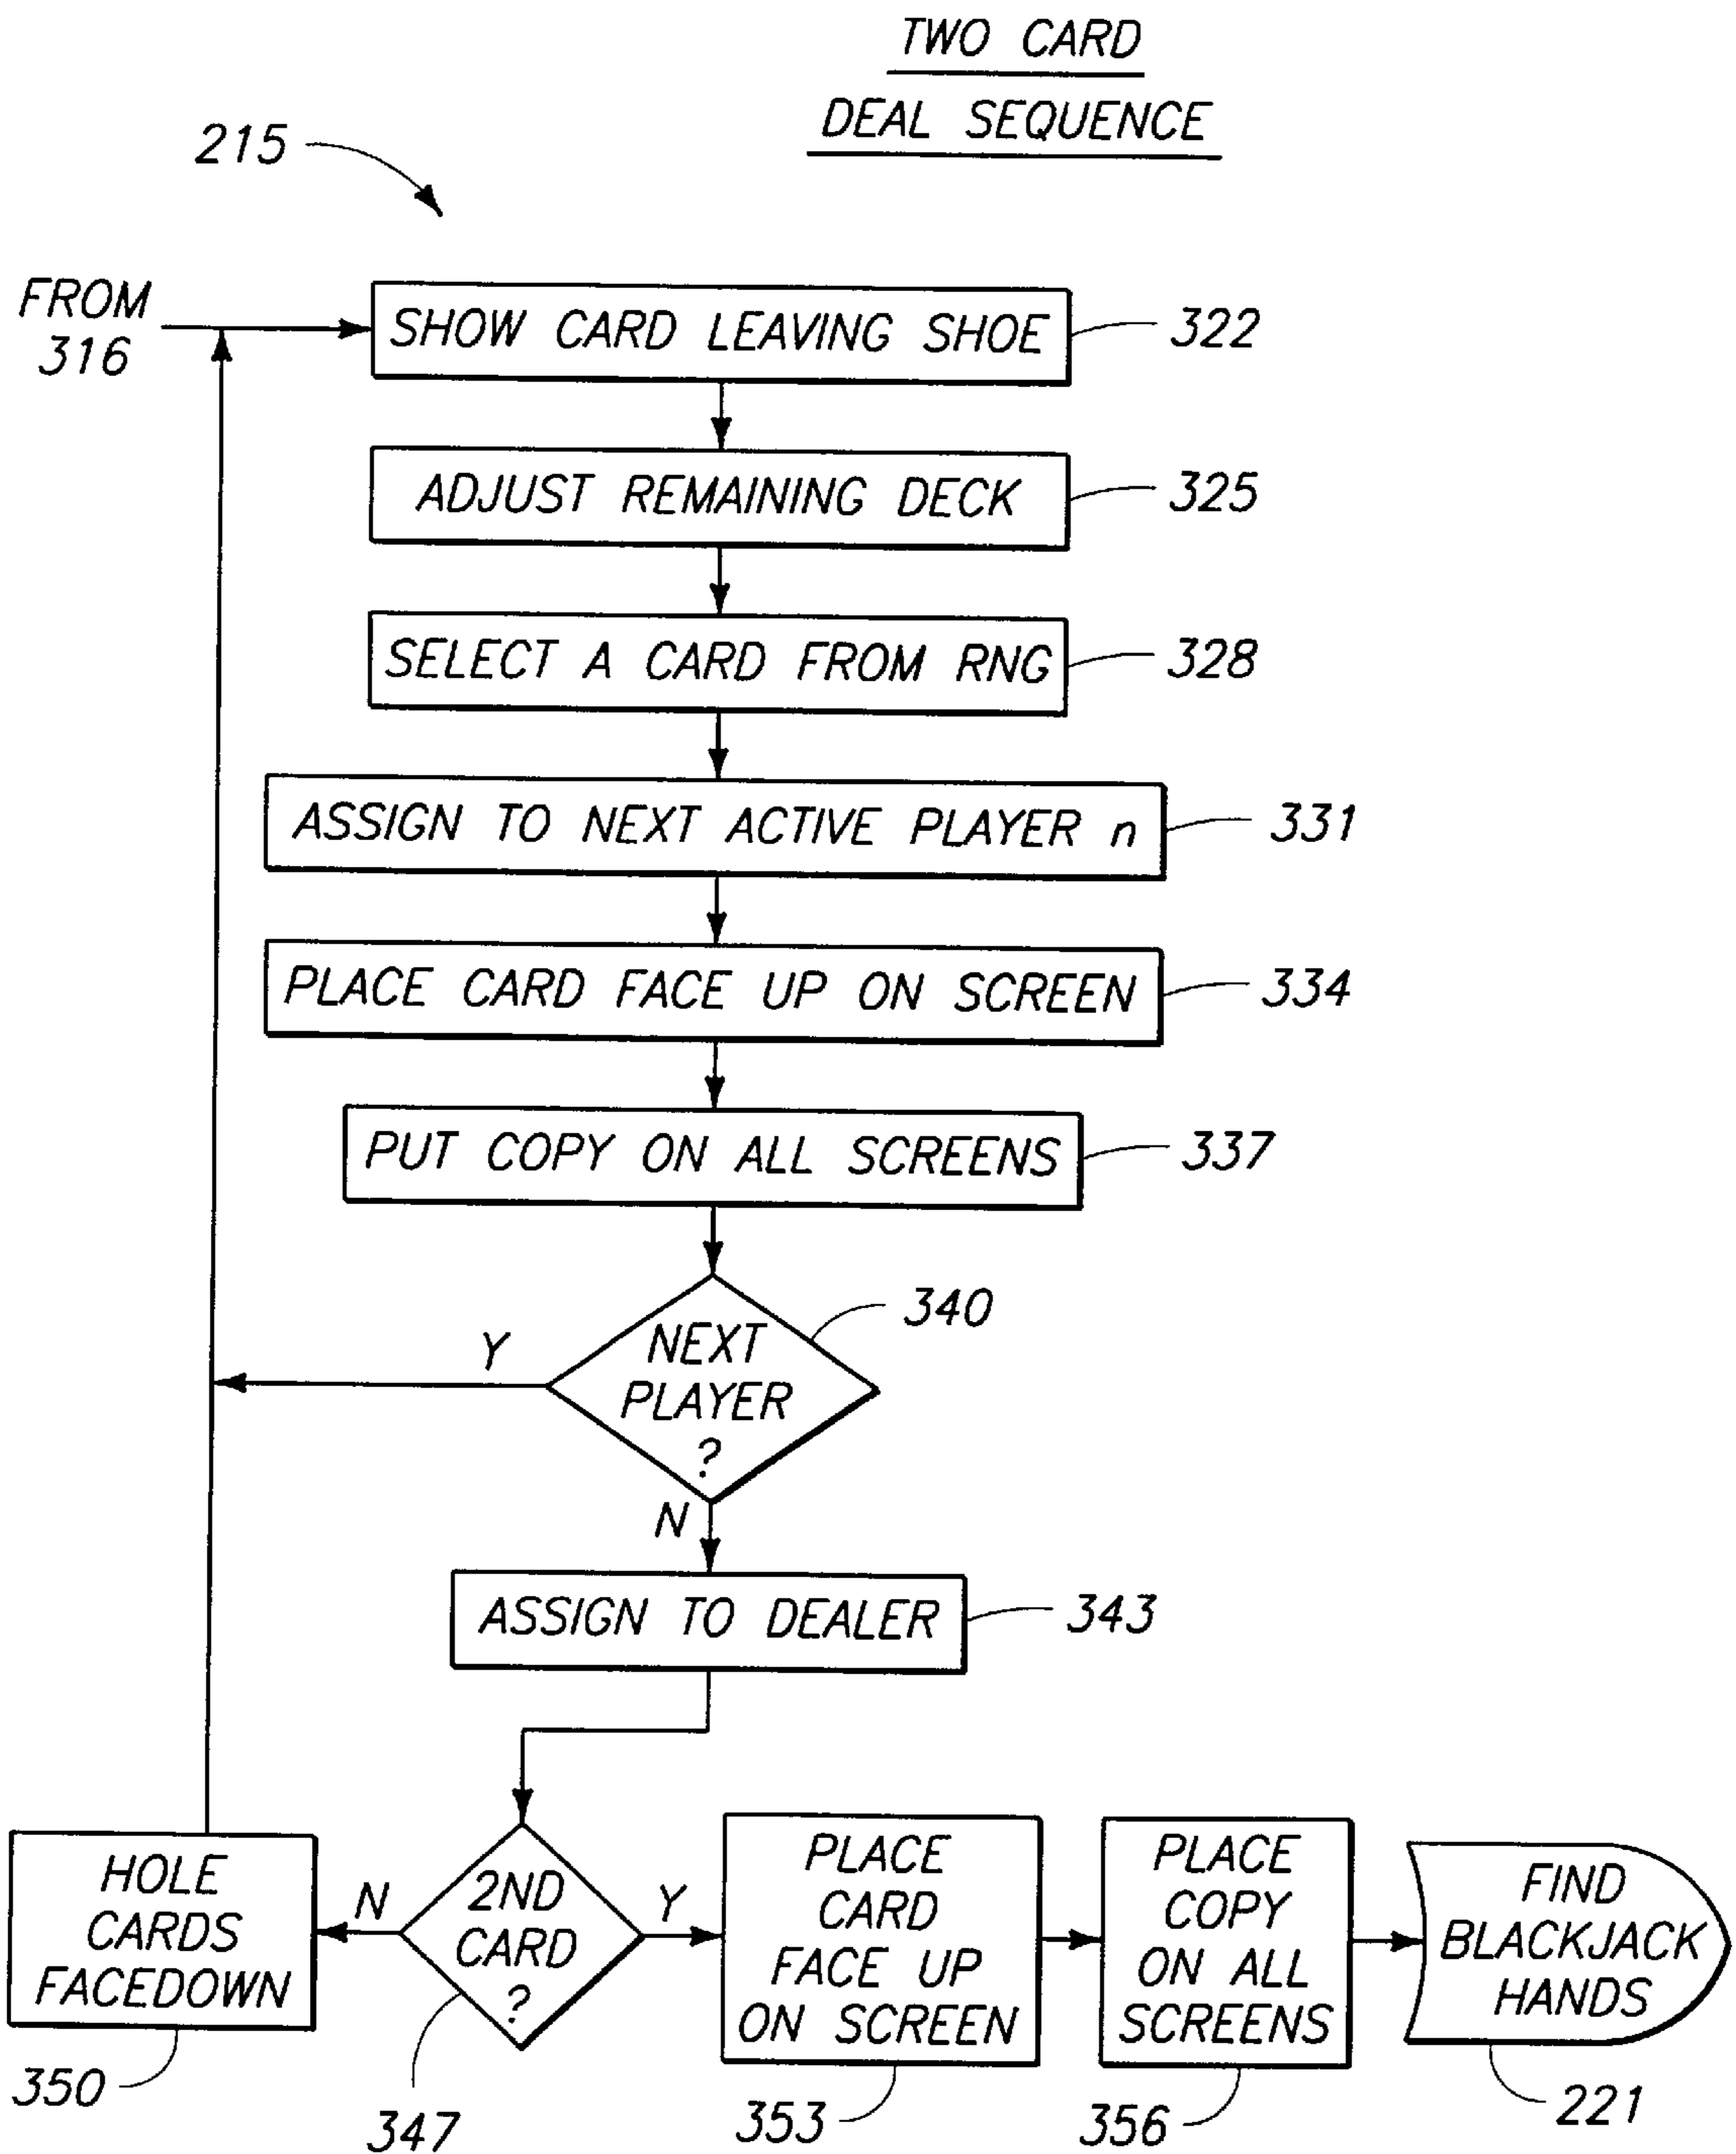 TWO CARD
DEAL SEQUENCE
215
FROM
316
SHOW CARD LEAVING SHOE
322
ADJUST REMAINING DECK
325
SELECT A CARD FROM RNG
328
ASSIGN TO NEXT ACTIVE PLAYER n
331
PLACE CARD FACE UP ON SCREEN
334
PUT COPY ON ALL SCREENS
337
NEXT
PLAYER
?
340
Y
N
ASSIGN TO DEALER
343
HOLE
CARDS
FACEDOWN
350
N
2ND
CARD
?
347
Y
PLACE
CARD
FACE UP
ON SCREEN
353
PLACE
COPY
ON ALL
SCREENS
356
FIND
BLACKJACK
HANDS
221